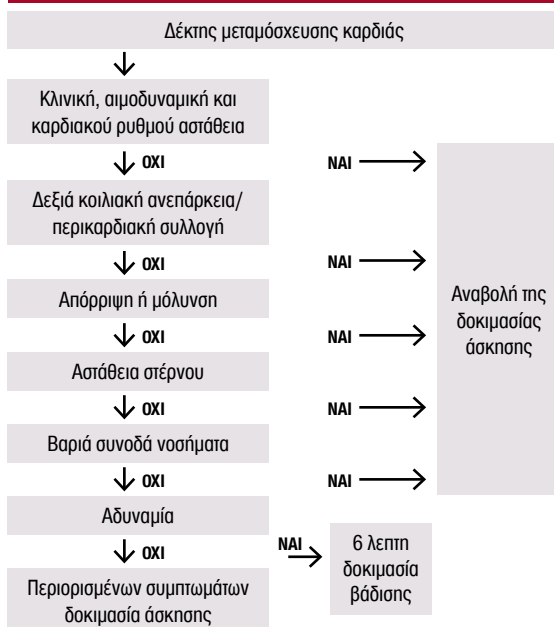 Δέκτης μεταμόσχευσης καρδιάς
Κλινική, αιμοδυναμική και
καρδιακού ρυθμού αστάθεια
ΟΧΙ
ΝΑΙ
Δεξιά κοιλιακή ανεπάρκεια/
περικαρδιακή συλλογή
ΟΧΙ
ΝΑΙ
Απόρριψη ή μόλυνση
ΟΧΙ
ΝΑΙ
Αστάθεια στέρνου
ΟΧΙ
ΝΑΙ
Βαριά συνοδά νοσήματα
ΟΧΙ
ΝΑΙ
Αναβολή της
δοκιμασίας
άσκησης
Αδυναμία
ΟΧΙ
ΝΑΙ
6 λεπτη
δοκιμασία
βάδισης
Περιορισμένων συμπτωμάτων
δοκιμασία άσκησης